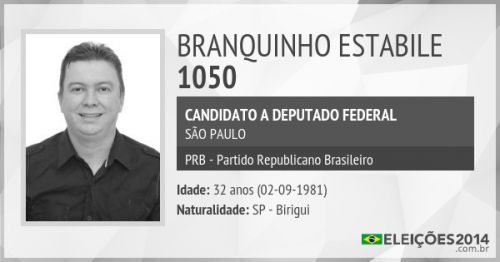 BRANQUINHO ESTABILE
1050
CANDIDATO A DEPUTADO FEDERAL
SÃO PAULO
PRB - Partido Republicano Brasileiro
Idade: 32 anos (02-09-1981)
Naturalidade: SP - Birigui
ELEIÇÕES2014
.com.br